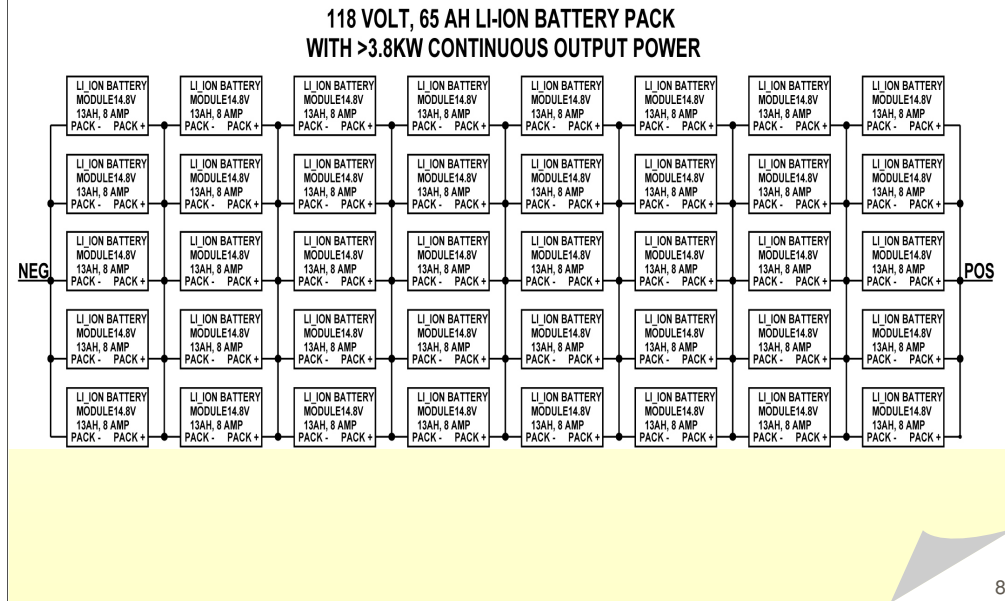 118 VOLT, 65 AH LI-ION BATTERY PACK
WITH >3.8KW CONTINUOUS OUTPUT POWER
LI_ION BATTERY LI_ION BATTERY LI_ION BATTERY LI_ION BATTERY LI_ION BATTERY LI_ION BATTERY LI_ION BATTERY LI_ION BATTERY
MODULE14.8V MODULE14.8V MODULE14.8V MODULE14.8V MODULE14.8V MODULE14.8V MODULE14.8V MODULE14.8V
13AH, 8 AMP 13AH, 8 AMP 13AH, 8 AMP 13AH, 8 AMP 13AH, 8 AMP 13AH, 8 AMP 13AH, 8 AMP 13AH, 8 AMP
PACK - PACK + PACK - PACK + PACK - PACK + PACK - PACK + PACK - PACK + PACK - PACK + PACK - PACK + PACK - PACK +
LI_ION BATTERY LI_ION BATTERY LI_ION BATTERY LI_ION BATTERY LI_ION BATTERY LI_ION BATTERY LI_ION BATTERY LI_ION BATTERY
MODULE14.8V MODULE14.8V MODULE14.8V MODULE14.8V MODULE14.8V MODULE14.8V MODULE14.8V MODULE14.8V
13AH, 8 AMP 13AH, 8 AMP 13AH, 8 AMP 13AH, 8 AMP 13AH, 8 AMP 13AH, 8 AMP 13AH, 8 AMP 13AH, 8 AMP
PACK - PACK + PACK - PACK + PACK - PACK + PACK - PACK + PACK - PACK + PACK - PACK + PACK - PACK + PACK - PACK +
LI_ION BATTERY LI_ION BATTERY LI_ION BATTERY LI_ION BATTERY LI_ION BATTERY LI_ION BATTERY LI_ION BATTERY LI_ION BATTERY
MODULE14.8V MODULE14.8V MODULE14.8V MODULE14.8V MODULE14.8V MODULE14.8V MODULE14.8V MODULE14.8V
NEG 13AH, 8 AMP 13AH, 8 AMP 13AH, 8 AMP 13AH, 8 AMP 13AH, 8 AMP 13AH, 8 AMP 13AH, 8 AMP 13AH, 8 AMP POS
PACK - PACK + PACK - PACK + PACK - PACK + PACK - PACK + PACK - PACK + PACK - PACK + PACK - PACK + PACK - PACK +
LI_ION BATTERY LI_ION BATTERY LI_ION BATTERY LI_ION BATTERY LI_ION BATTERY LI_ION BATTERY LI_ION BATTERY LI_ION BATTERY
MODULE14.8V MODULE14.8V MODULE14.8V MODULE14.8V MODULE14.8V MODULE14.8V MODULE14.8V MODULE14.8V
13AH, 8 AMP 13AH, 8 AMP 13AH, 8 AMP 13AH, 8 AMP 13AH, 8 AMP 13AH, 8 AMP 13AH, 8 AMP 13AH, 8 AMP
PACK - PACK + PACK - PACK + PACK - PACK + PACK - PACK + PACK - PACK + PACK - PACK + PACK - PACK + PACK - PACK +
LI_ION BATTERY LI_ION BATTERY LI_ION BATTERY LI_ION BATTERY LI_ION BATTERY LI_ION BATTERY LI_ION BATTERY LI_ION BATTERY
MODULE14.8V MODULE14.8V MODULE14.8V MODULE14.8V MODULE14.8V MODULE14.8V MODULE14.8V MODULE14.8V
13AH, 8 AMP 13AH, 8 AMP 13AH, 8 AMP 13AH, 8 AMP 13AH, 8 AMP 13AH, 8 AMP 13AH, 8 AMP 13AH, 8 AMP
PACK - PACK + PACK - PACK + PACK - PACK + PACK - PACK + PACK - PACK + PACK - PACK + PACK - PACK + PACK - PACK +
8